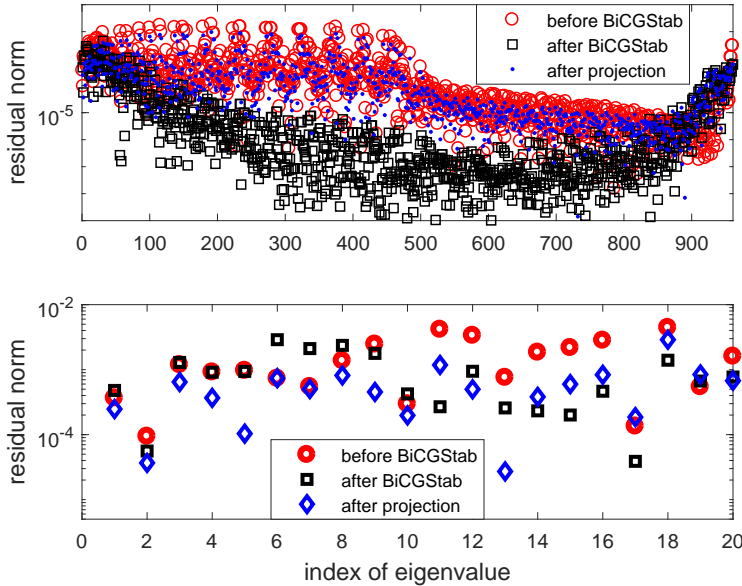 before BiCGStab
after BiCGStab
after projection
residual norm
10^-5
0 100 200 300 400 500 600 700 800 900
residual norm
10^-2
10^-4
before BiCGStab
after BiCGStab
after projection
0 2 4 6 8 10 12 14 16 18 20
index of eigenvalue